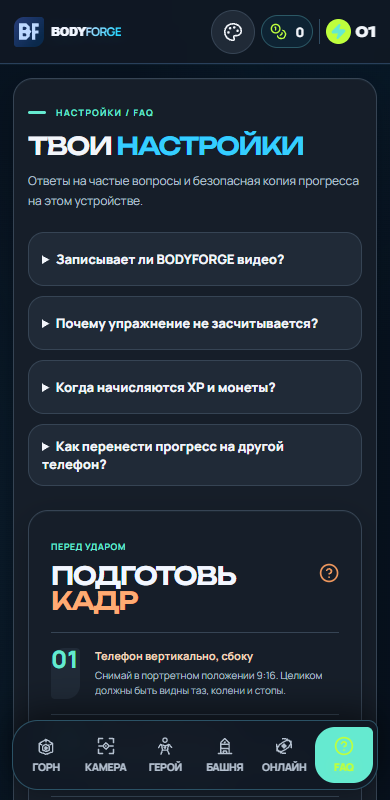 BF BODYFORGE 0 01
НАСТРОЙКИ / FAQ
ТВОИ НАСТРОЙКИ
Ответы на частые вопросы и безопасная копия прогресса
на этом устройстве.
Записывает ли BODYFORGE видео?
Почему упражнение не засчитывается?
Когда начисляются XP и монеты?
Как перенести прогресс на другой
телефон?
ПЕРЕД УДАРОМ
ПОДГОТОВЬ
КАДР
01
Телефон вертикально, сбоку
Снимай в портретном положении 9:16. Целиком
должны быть видны таз, колени и стопы.
ГОРН КАМЕРА ГЕРОЙ БАШНЯ ОНЛАЙН FAQ